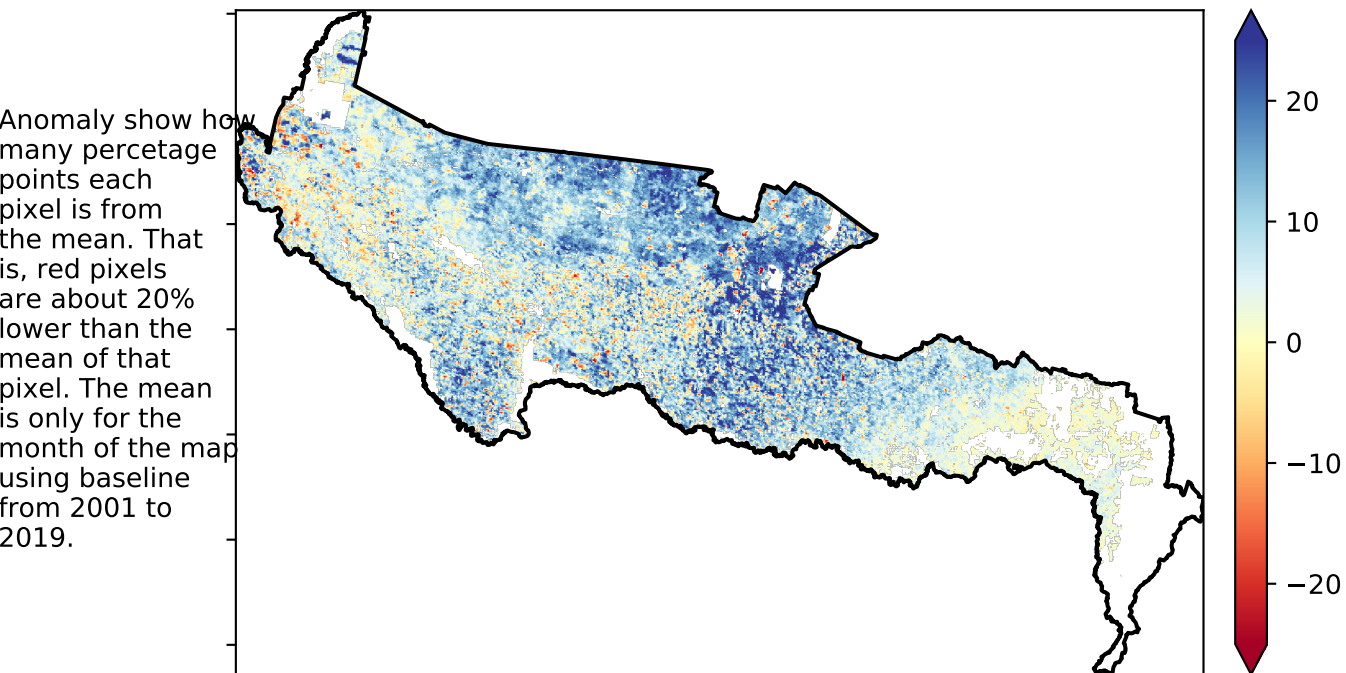 Anomaly show how
many percetage
points each
pixel is from
the mean. That
is, red pixels
are about 20%
lower than the
mean of that
pixel. The mean
is only for the
month of the map
using baseline
from 2001 to
2019.
20
10
0
−10
−20